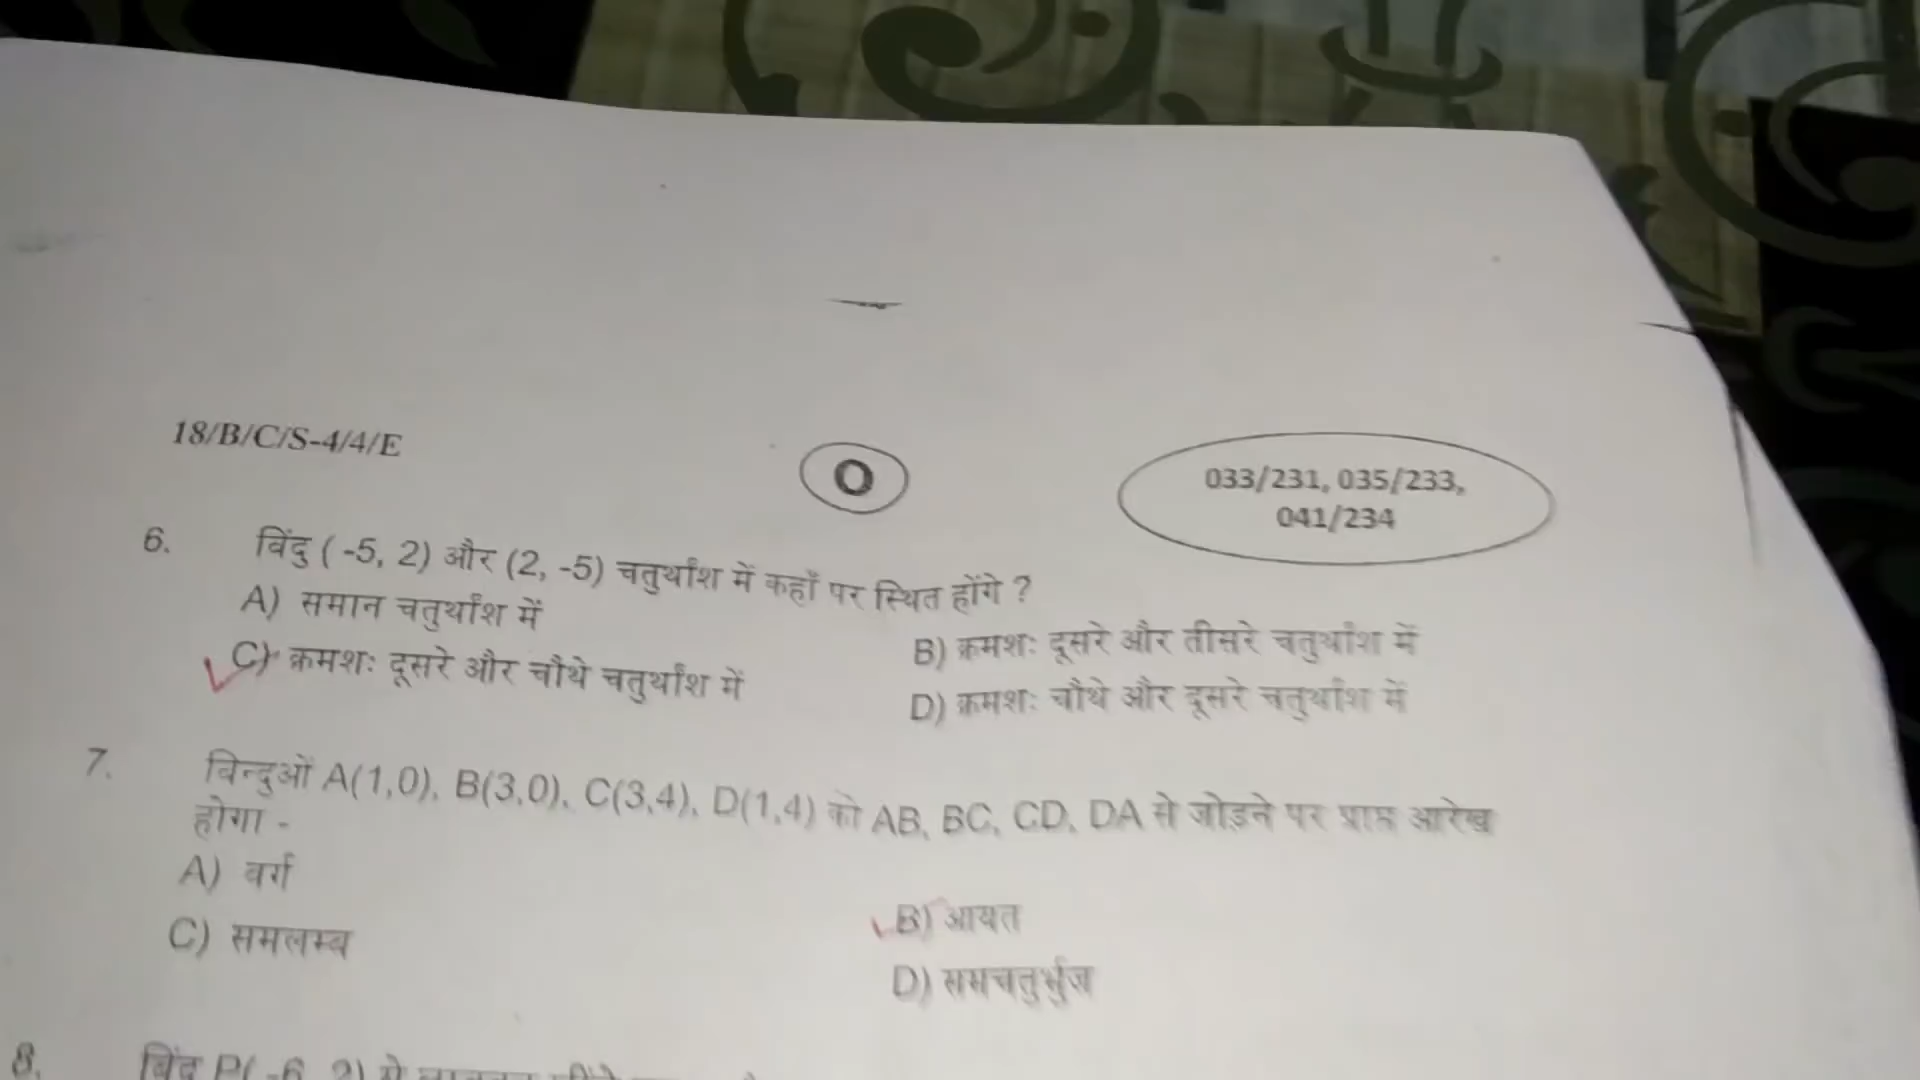 18/B/C/S-4/4/E
O
033/231, 035/233,
041/234
6. बिंदु ( -5, 2) और (2, -5) चतुर्थांश में कहाँ पर स्थित होंगे ?
A) समान चतुर्थांश में
B) क्रमशः दूसरे और तीसरे चतुर्थांश में
C) क्रमशः दूसरे और चौथे चतुर्थांश में
D) क्रमशः चौथे और दूसरे चतुर्थांश में
7. बिन्दुओं A(1,0), B(3,0), C(3,4), D(1,4) को AB, BC, CD, DA से जोड़ने पर प्राप्त आरेख
होगा -
A) वर्ग
B) आयत
C) समलम्ब
D) समचतुर्भुज
8. बिंदु P( -6, 2) से